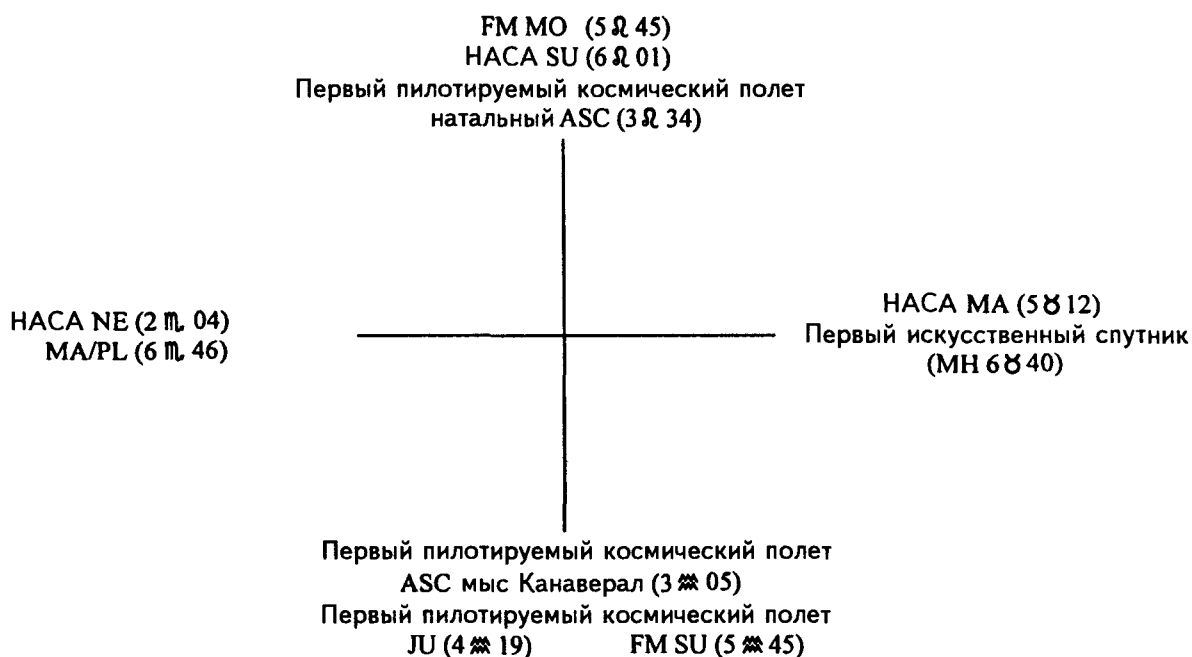 FM MO (5 ♌ 45)
НАСА SU (6 ♌ 01)
Первый пилотируемый космический полет
натальный ASC (3 ♌ 34)
НАСА NE (2 ♏ 04)
MA/PL (6 ♏ 46)
НАСА MA (5 ♉ 12)
Первый искусственный спутник
(МН 6 ♉ 40)
Первый пилотируемый космический полет
ASC мыс Канаверал (3 ♒ 05)
Первый пилотируемый космический полет
JU (4 ♒ 19) FM SU (5 ♒ 45)